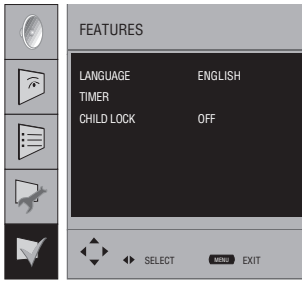 FEATURES
LANGUAGE ENGLISH
TIMER
CHILD LOCK OFF
SELECT MENU EXIT